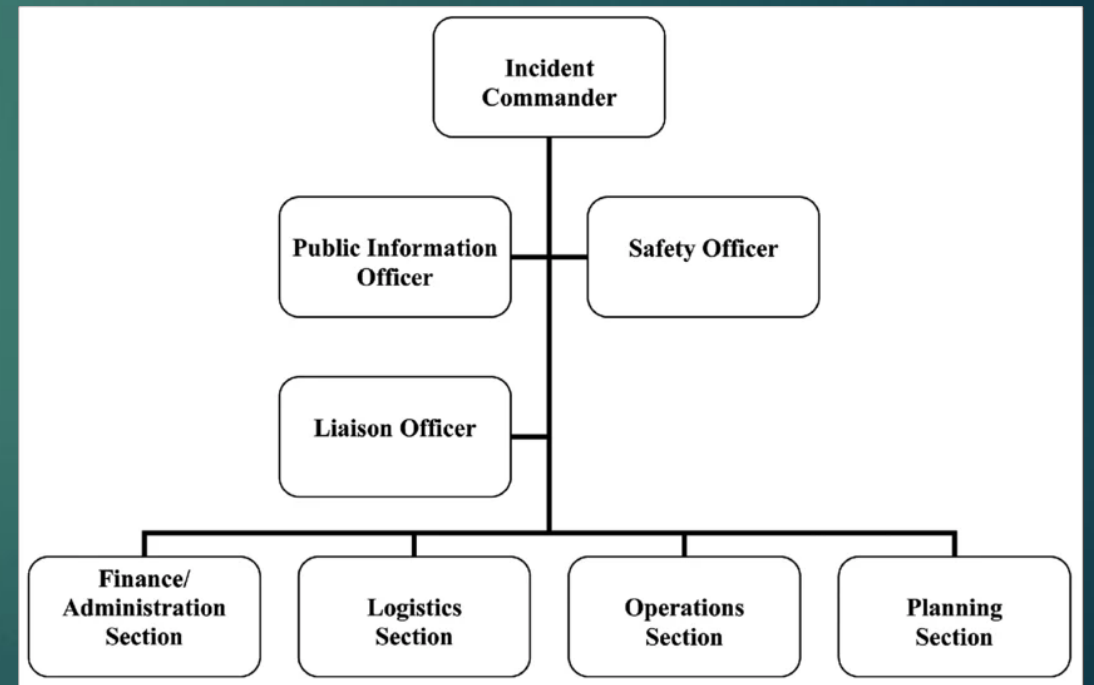 Incident
Commander
Public Information
Officer
Safety Officer
Liaison Officer
Finance/
Administration
Section
Logistics
Section
Operations
Section
Planning
Section